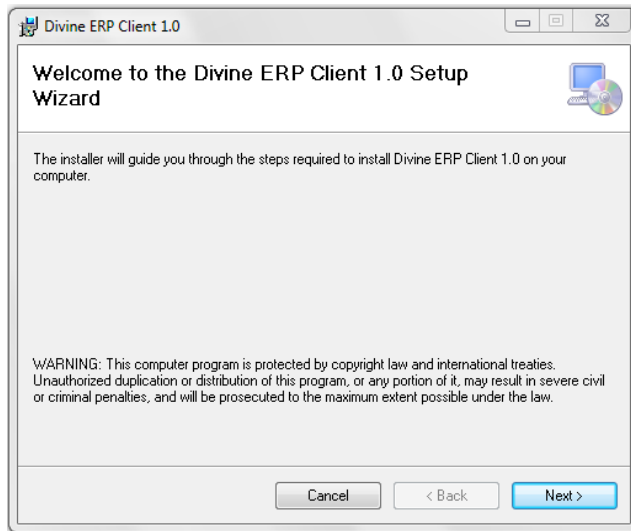 Divine ERP Client 1.0
Welcome to the Divine ERP Client 1.0 Setup
Wizard
The installer will guide you through the steps required to install Divine ERP Client 1.0 on your
computer.
WARNING: This computer program is protected by copyright law and international treaties.
Unauthorized duplication or distribution of this program, or any portion of it, may result in severe civil
or criminal penalties, and will be prosecuted to the maximum extent possible under the law.
Cancel < Back Next >